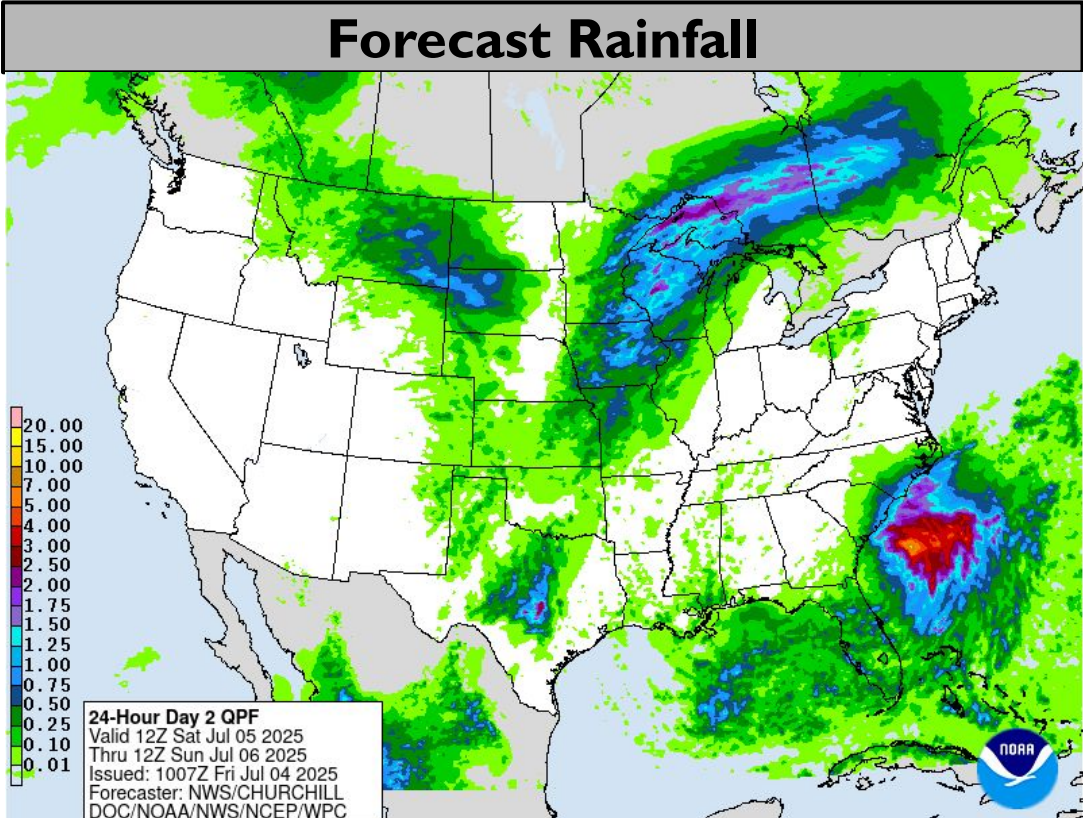 Forecast Rainfall
20.00
15.00
10.00
7.00
5.00
4.00
3.00
2.50
2.00
1.75
1.50
1.25
1.00
0.75
0.50
0.25
0.10
0.01
24-Hour Day 2 QPF
Valid 12Z Sat Jul 05 2025
Thru 12Z Sun Jul 06 2025
Issued: 1007Z Fri Jul 04 2025
Forecaster: NWS/CHURCHILL
DOC/NOAA/NWS/NCEP/WPC
NOAA